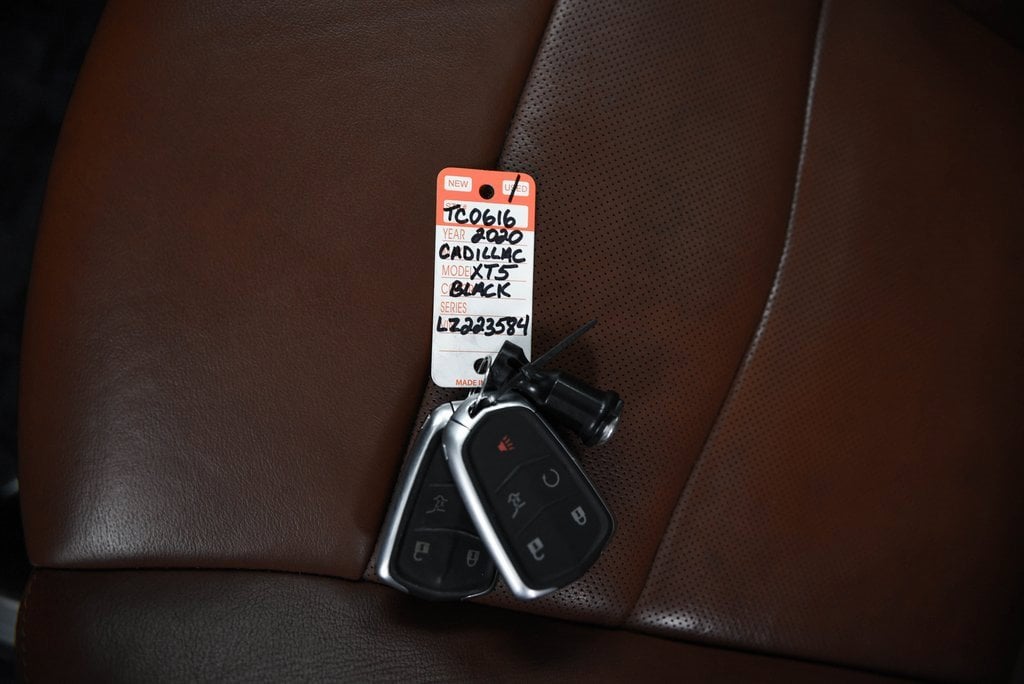 NEW USED
TC0616
YEAR 2020
CADILLAC
MODEL XT5
BLACK
SERIES
LZ223584
MADE IN